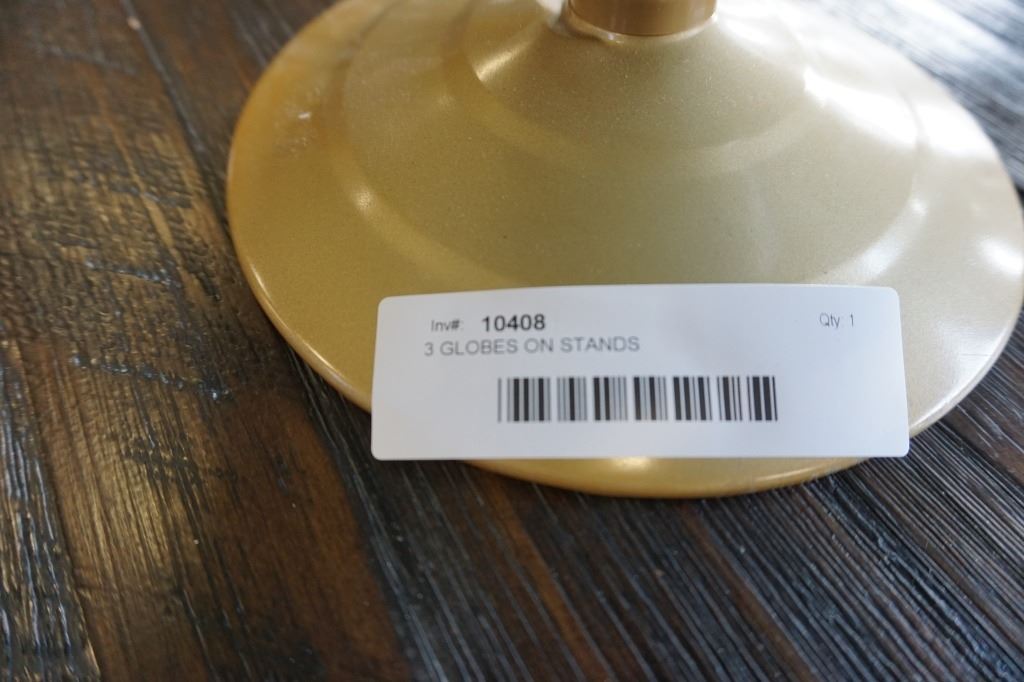 Inv#: 10408 Qty: 1
3 GLOBES ON STANDS